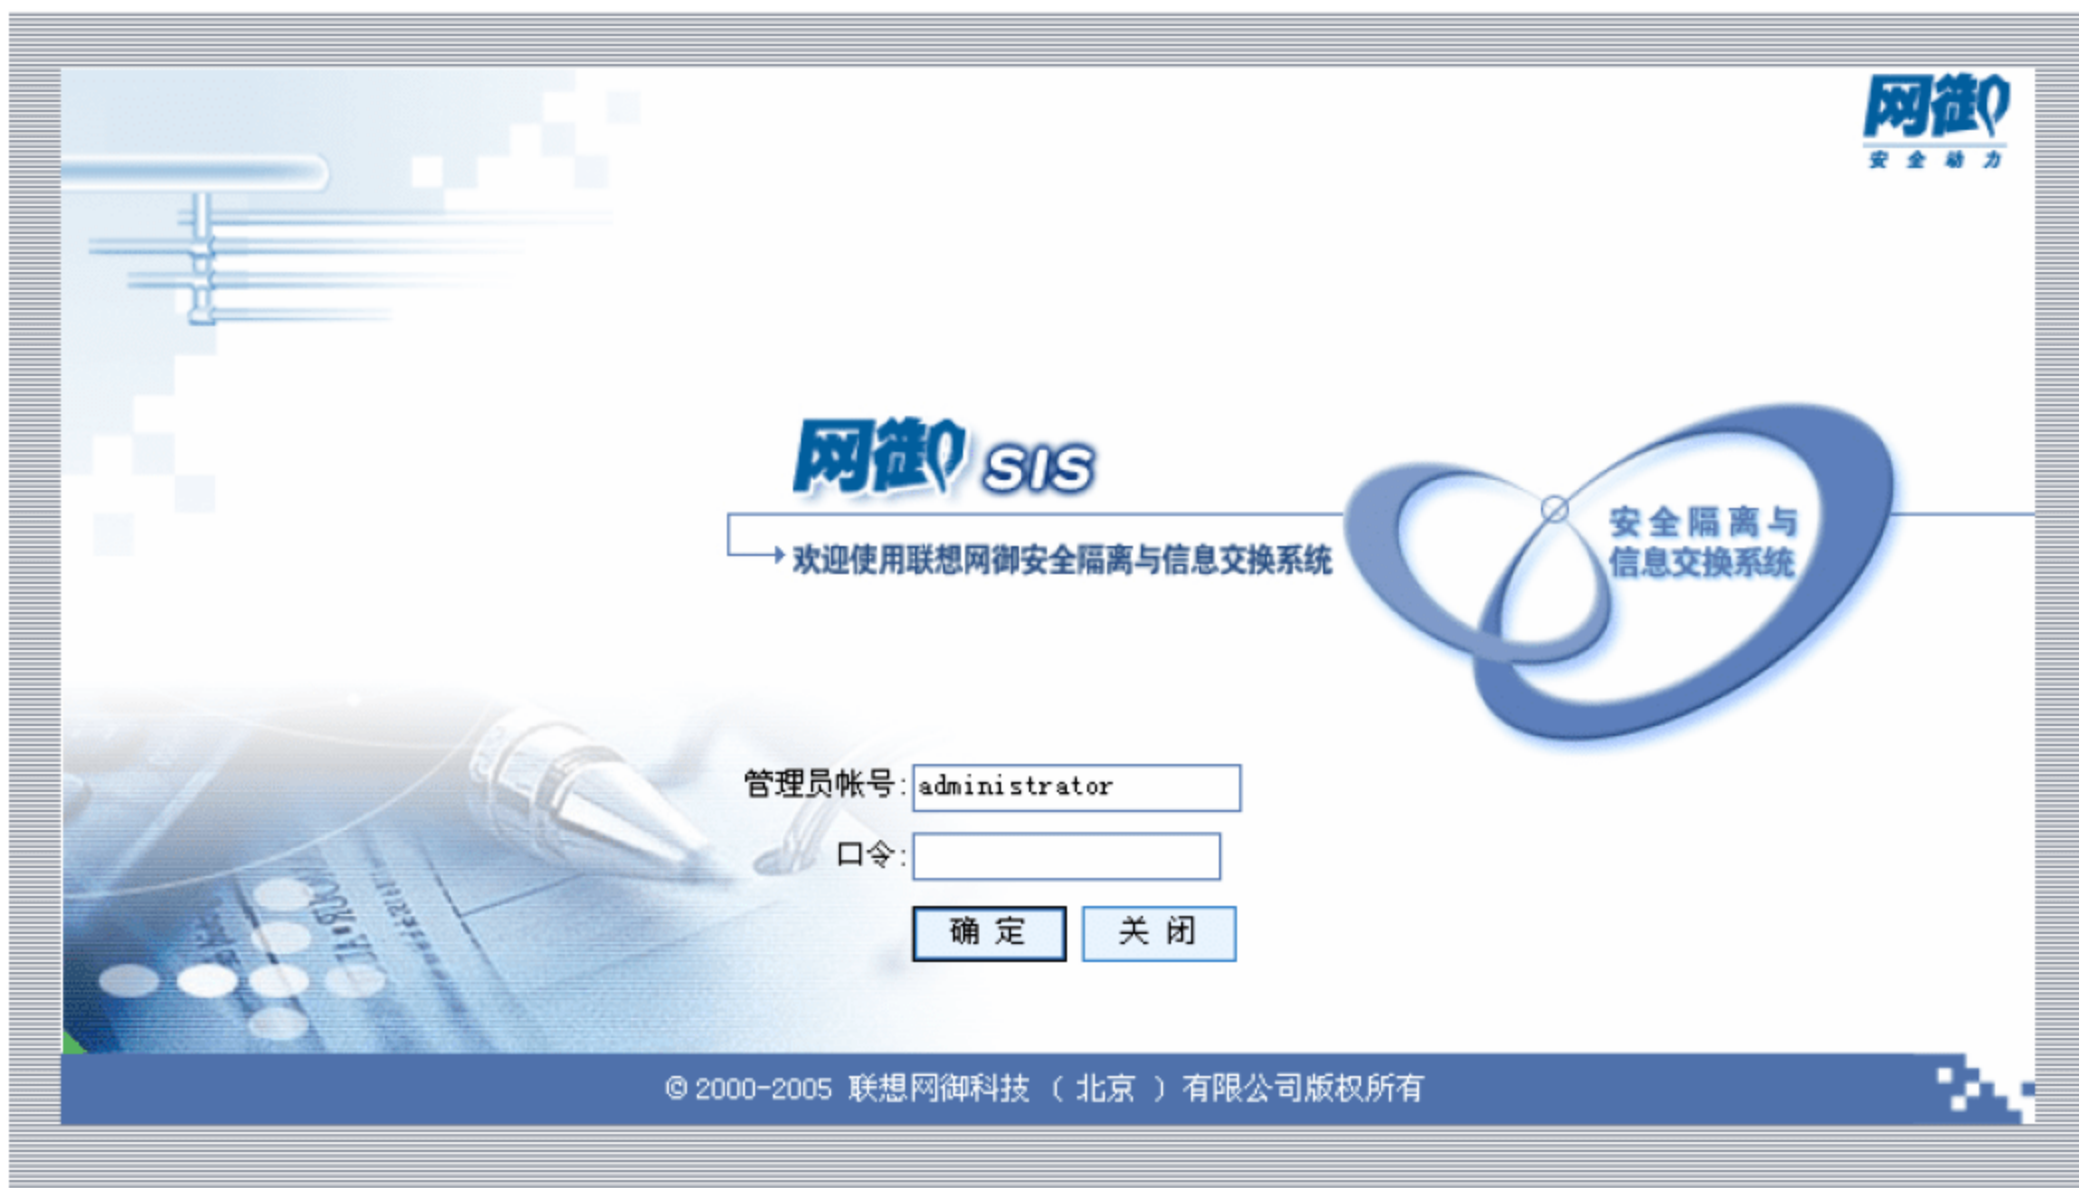 网御
安全动力
网御 SIS
欢迎使用联想网御安全隔离与信息交换系统
安全隔离与
信息交换系统
管理员帐号: administrator
口令:
确 定 关 闭
© 2000-2005 联想网御科技 ( 北京 ) 有限公司版权所有